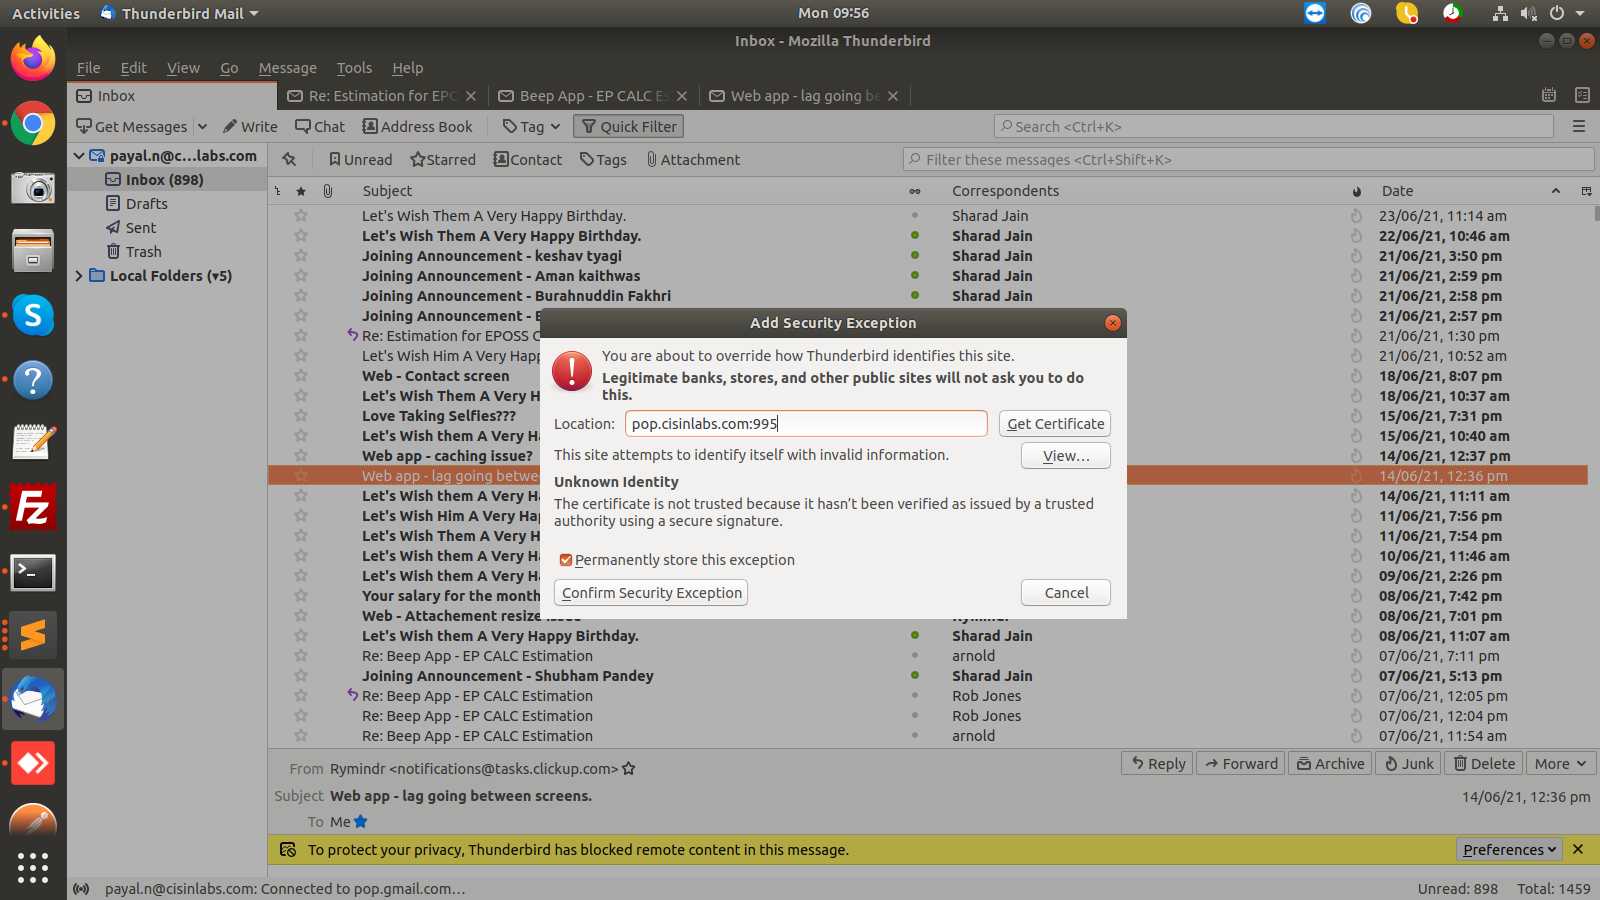 Activities Thunderbird Mail Mon 09:56
Inbox - Mozilla Thunderbird
File Edit View Go Message Tools Help
Inbox Re: Estimation for EPO Beep App - EP CALC Es Web app - lag going be
Get Messages Write Chat Address Book Tag Quick Filter Search <Ctrl+K>
payal.n@c...labs.com Unread Starred Contact Tags Attachment Filter these messages <Ctrl+Shift+K>
Inbox (898)
Drafts
Sent
Trash
Local Folders (▾5)
Subject Correspondents Date
Let's Wish Them A Very Happy Birthday. Sharad Jain 23/06/21, 11:14 am
Let's Wish Them A Very Happy Birthday. Sharad Jain 22/06/21, 10:46 am
Joining Announcement - keshav tyagi Sharad Jain 21/06/21, 3:50 pm
Joining Announcement - Aman kaithwas Sharad Jain 21/06/21, 2:59 pm
Joining Announcement - Burahnuddin Fakhri Sharad Jain 21/06/21, 2:58 pm
Joining Announcement - 21/06/21, 2:57 pm
Re: Estimation for EPOSS 21/06/21, 1:30 pm
Let's Wish Him A Very Hap 21/06/21, 10:52 am
Web - Contact screen 18/06/21, 8:07 pm
Let's Wish Them A Very H 18/06/21, 10:37 am
Love Taking Selfies??? 15/06/21, 7:31 pm
Let's Wish them A Very H 15/06/21, 10:40 am
Web app - caching issue? 14/06/21, 12:37 pm
Web app - lag going betwe 14/06/21, 12:36 pm
Let's Wish them A Very H 14/06/21, 11:11 am
Let's Wish Him A Very Ha 11/06/21, 7:56 pm
Let's Wish Them A Very H 11/06/21, 7:54 pm
Let's Wish them A Very H 10/06/21, 11:46 am
Let's Wish them A Very H 09/06/21, 2:26 pm
Your salary for the month 08/06/21, 7:42 pm
Web - Attachement resize issue Rymindr 08/06/21, 7:01 pm
Let's Wish them A Very Happy Birthday. Sharad Jain 08/06/21, 11:07 am
Re: Beep App - EP CALC Estimation arnold 07/06/21, 7:11 pm
Joining Announcement - Shubham Pandey Sharad Jain 07/06/21, 5:13 pm
Re: Beep App - EP CALC Estimation Rob Jones 07/06/21, 12:05 pm
Re: Beep App - EP CALC Estimation Rob Jones 07/06/21, 12:04 pm
Re: Beep App - EP CALC Estimation arnold 07/06/21, 11:54 am
Add Security Exception
You are about to override how Thunderbird identifies this site.
Legitimate banks, stores, and other public sites will not ask you to do
this.
Location: pop.cisinlabs.com:995 Get Certificate
This site attempts to identify itself with invalid information. View...
Unknown Identity
The certificate is not trusted because it hasn't been verified as issued by a trusted
authority using a secure signature.
Permanently store this exception
Confirm Security Exception Cancel
From Rymindr <notifications@tasks.clickup.com> Reply Forward Archive Junk Delete More
Subject Web app - lag going between screens. 14/06/21, 12:36 pm
To Me
To protect your privacy, Thunderbird has blocked remote content in this message. Preferences
payal.n@cisinlabs.com: Connected to pop.gmail.com... Unread: 898 Total: 1459